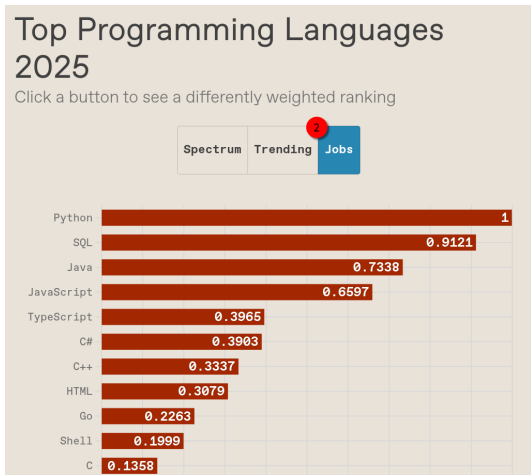 Top Programming Languages
2025
Click a button to see a differently weighted ranking
2
Spectrum Trending Jobs
Python 1
SQL 0.9121
Java 0.7338
JavaScript 0.6597
TypeScript 0.3965
C# 0.3903
C++ 0.3337
HTML 0.3079
Go 0.2263
Shell 0.1999
C 0.1358